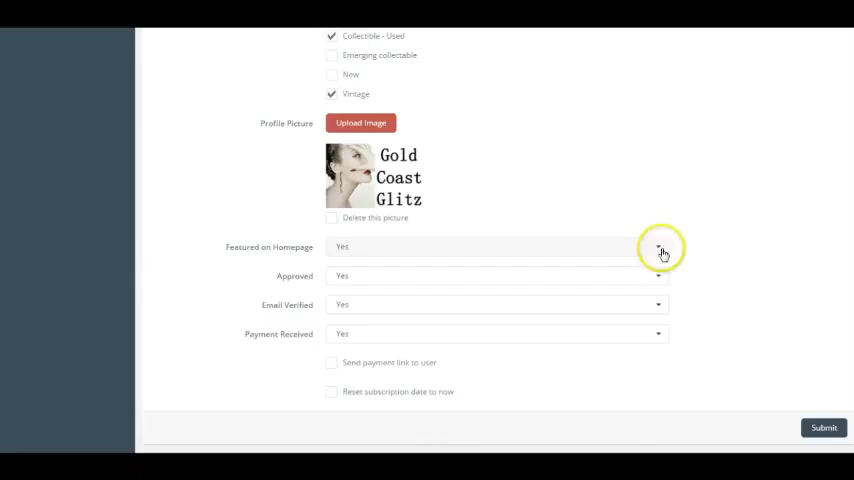 Collectible - Used
Emerging collectable
New
Vintage
Profile Picture
Upload Image
Gold
Coast
Glitz
Delete this picture
Featured on Homepage Yes
Approved Yes
Email Verified Yes
Payment Received Yes
Send payment link to user
Reset subscription date to now
Submit